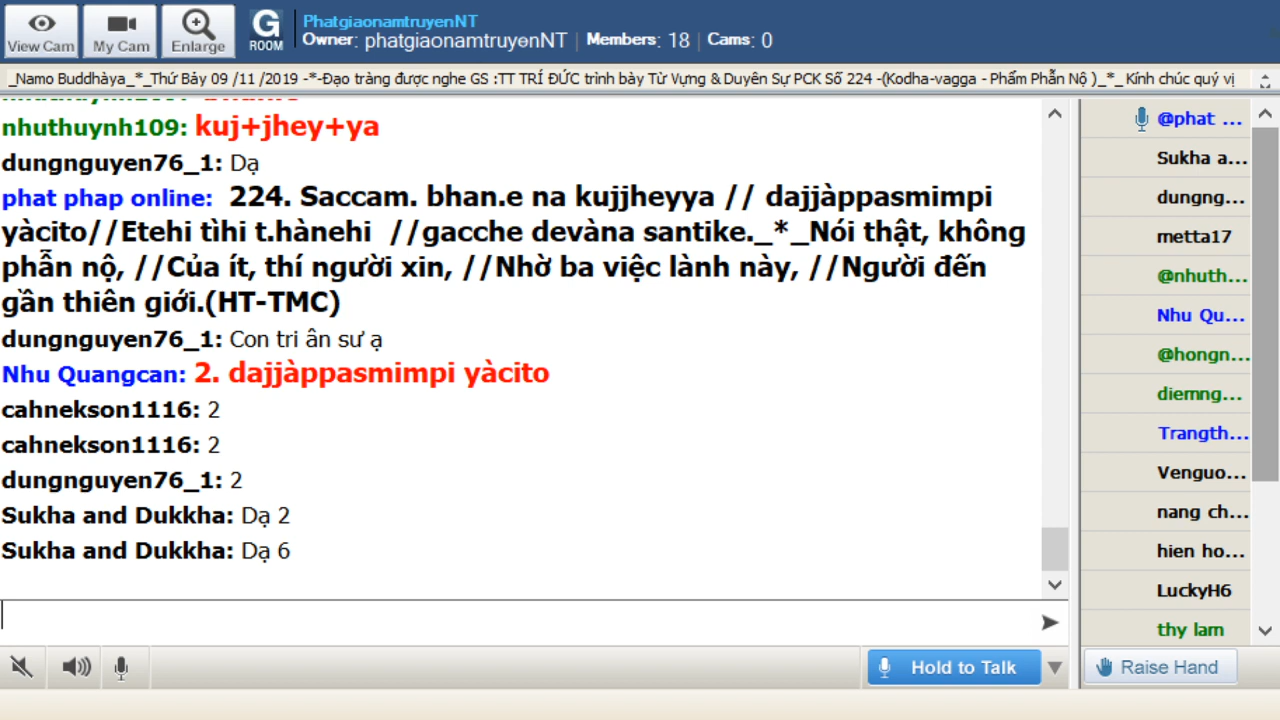 View Cam
My Cam
Enlarge
G
ROOM
PhatgiaonamtruyenNT
Owner: phatgiaonamtruyenNT | Members: 18 | Cams: 0
_Namo Buddhàya_*_Thứ Bảy 09 /11 /2019 -*-Đạo tràng được nghe GS :TT TRÍ ĐỨC trình bày Từ Vựng & Duyên Sự PCK Số 224 -(Kodha-vagga - Phẩm Phẫn Nộ )_*_ Kính chúc quý vị
nhuthuynh109: kuj+jhey+ya
dungnguyen76_1: Dạ
phat phap online: 224. Saccam. bhan.e na kujjheyya // dajjàppasmimpi
yàcito//Etehi tìhi t.hànehi //gacche devàna santike._*_Nói thật, không
phẫn nộ, //Của ít, thí người xin, //Nhờ ba việc lành này, //Người đến
gần thiên giới.(HT-TMC)
dungnguyen76_1: Con tri ân sư ạ
Nhu Quangcan: 2. dajjàppasmimpi yàcito
cahnekson1116: 2
cahnekson1116: 2
dungnguyen76_1: 2
Sukha and Dukkha: Dạ 2
Sukha and Dukkha: Dạ 6
@phat ...
Sukha a...
dungng...
metta17
@nhuth...
Nhu Qu...
@hongn...
diemng...
Trangth...
Venguo...
nang ch...
hien ho...
LuckyH6
thy lam
Hold to Talk
Raise Hand